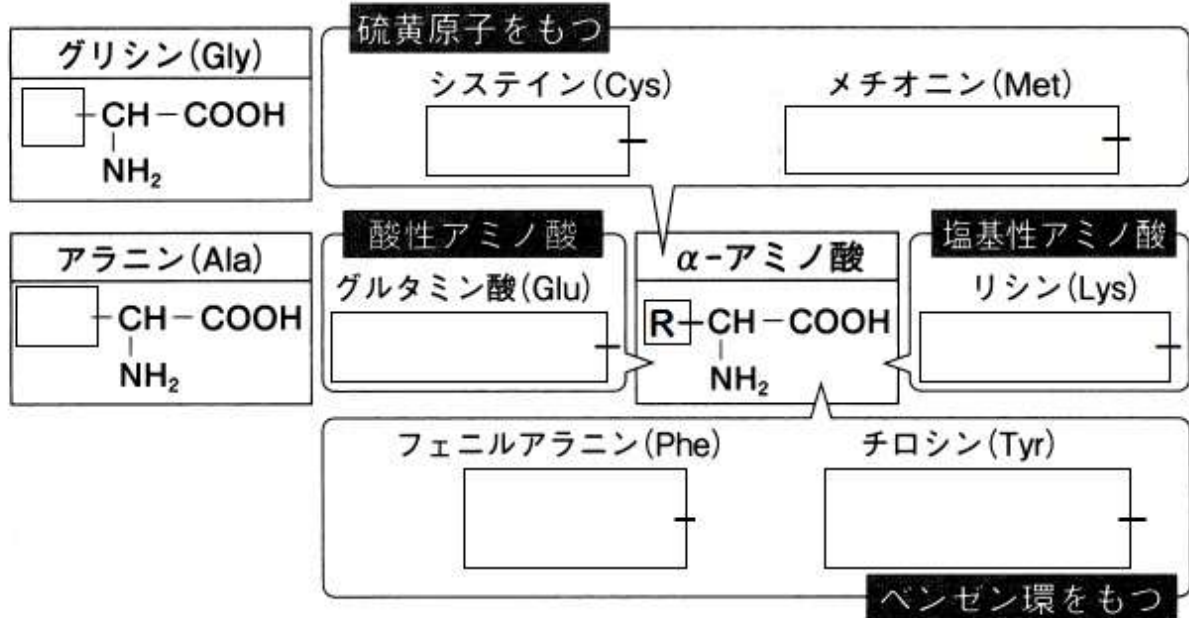 硫黄原子をもつ
グリシン(Gly)
-CH-COOH
NH₂
システイン(Cys)
メチオニン(Met)
アラニン(Ala)
-CH-COOH
NH₂
酸性アミノ酸
グルタミン酸(Glu)
α-アミノ酸
R-CH-COOH
NH₂
塩基性アミノ酸
リシン(Lys)
フェニルアラニン(Phe)
チロシン(Tyr)
ベンゼン環をもつ